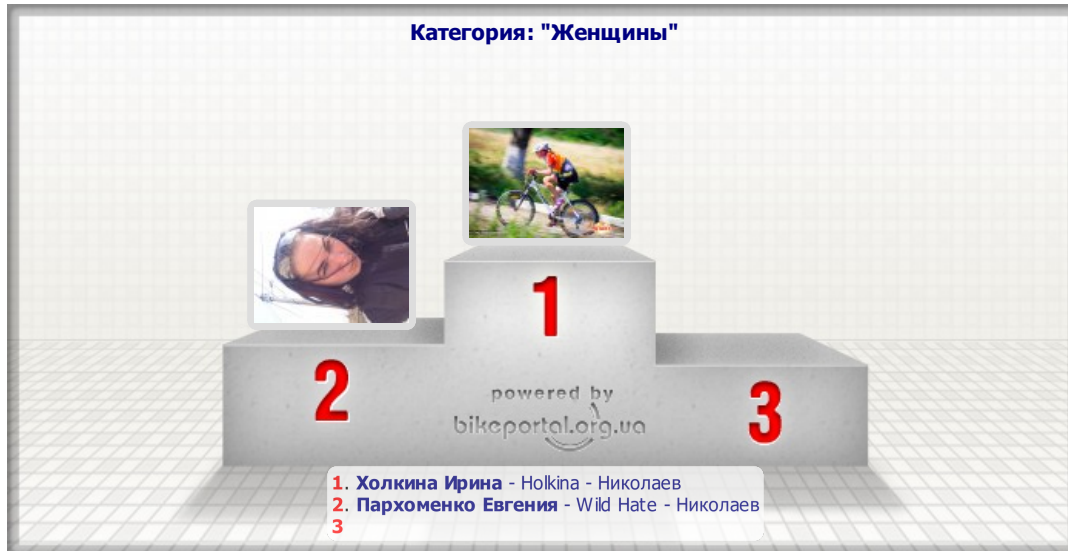 Категория: "Женщины"
1
2
3
powered by
bikeportal.org.ua
1. Холкина Ирина - Holkina - Николаев
2. Пархоменко Евгения - Wild Hate - Николаев
3